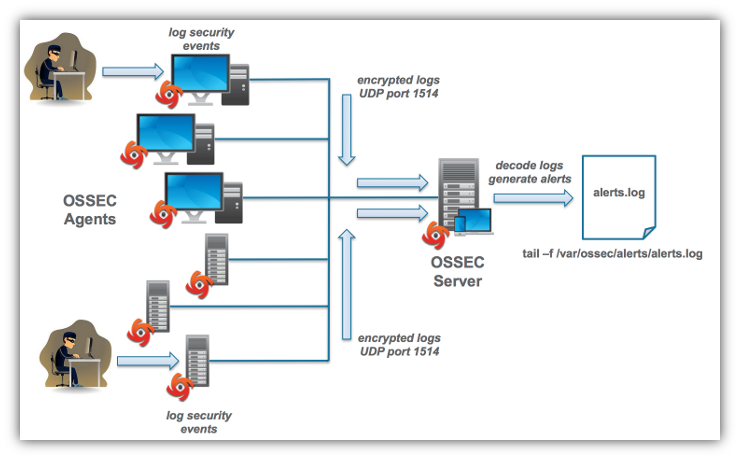 log security
events
encrypted logs
UDP port 1514
OSSEC
Agents
decode logs
generate alerts
alerts.log
tail –f /var/ossec/alerts/alerts.log
OSSEC
Server
encrypted logs
UDP port 1514
log security
events